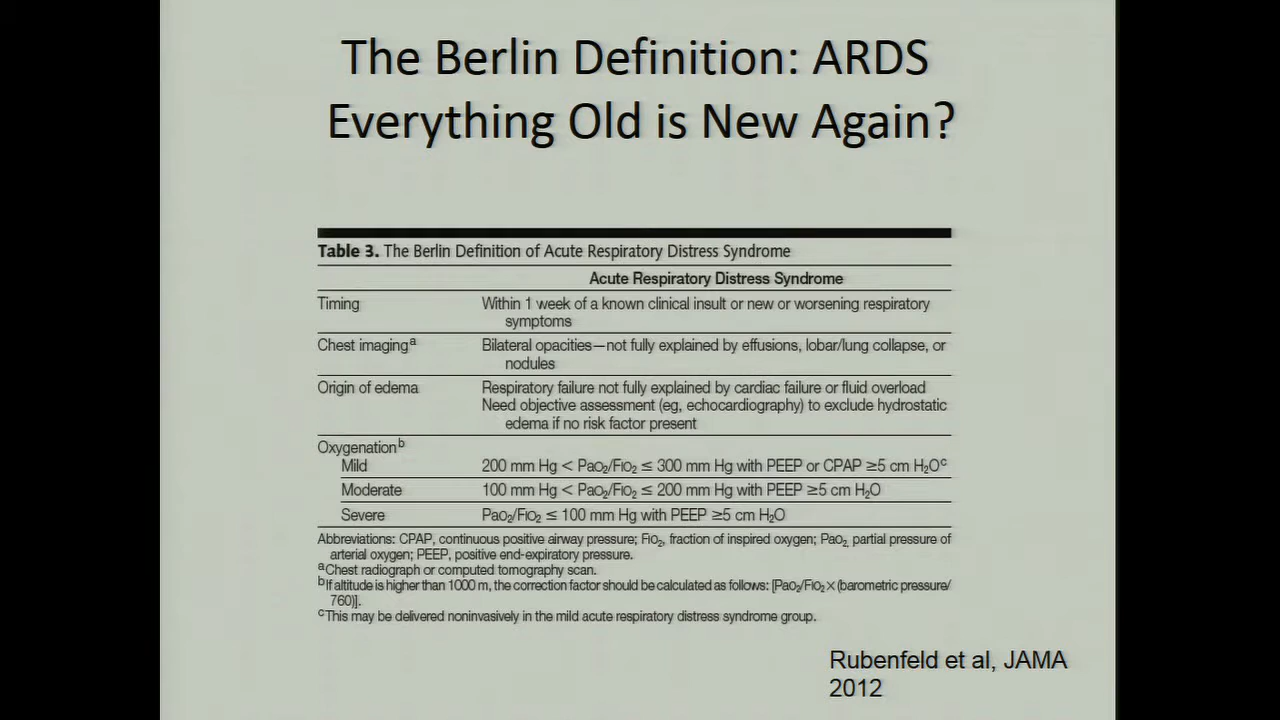 The Berlin Definition: ARDS
Everything Old is New Again?
Table 3. The Berlin Definition of Acute Respiratory Distress Syndrome
Acute Respiratory Distress Syndrome
Timing Within 1 week of a known clinical insult or new or worsening respiratory
symptoms
Chest imagingª Bilateral opacities—not fully explained by effusions, lobar/lung collapse, or
nodules
Origin of edema Respiratory failure not fully explained by cardiac failure or fluid overload
Need objective assessment (eg, echocardiography) to exclude hydrostatic
edema if no risk factor present
Oxygenationᵇ
Mild 200 mm Hg < PaO₂/FIO₂ ≤ 300 mm Hg with PEEP or CPAP ≥5 cm H₂Oᶜ
Moderate 100 mm Hg < PaO₂/FIO₂ ≤ 200 mm Hg with PEEP ≥5 cm H₂O
Severe PaO₂/FIO₂ ≤ 100 mm Hg with PEEP ≥5 cm H₂O
Abbreviations: CPAP, continuous positive airway pressure; FIO₂, fraction of inspired oxygen; PaO₂, partial pressure of
arterial oxygen; PEEP, positive end-expiratory pressure.
ªChest radiograph or computed tomography scan.
ᵇIf altitude is higher than 1000 m, the correction factor should be calculated as follows: [PaO₂/FIO₂×(barometric pressure/
760)].
ᶜThis may be delivered noninvasively in the mild acute respiratory distress syndrome group.
Rubenfeld et al, JAMA
2012